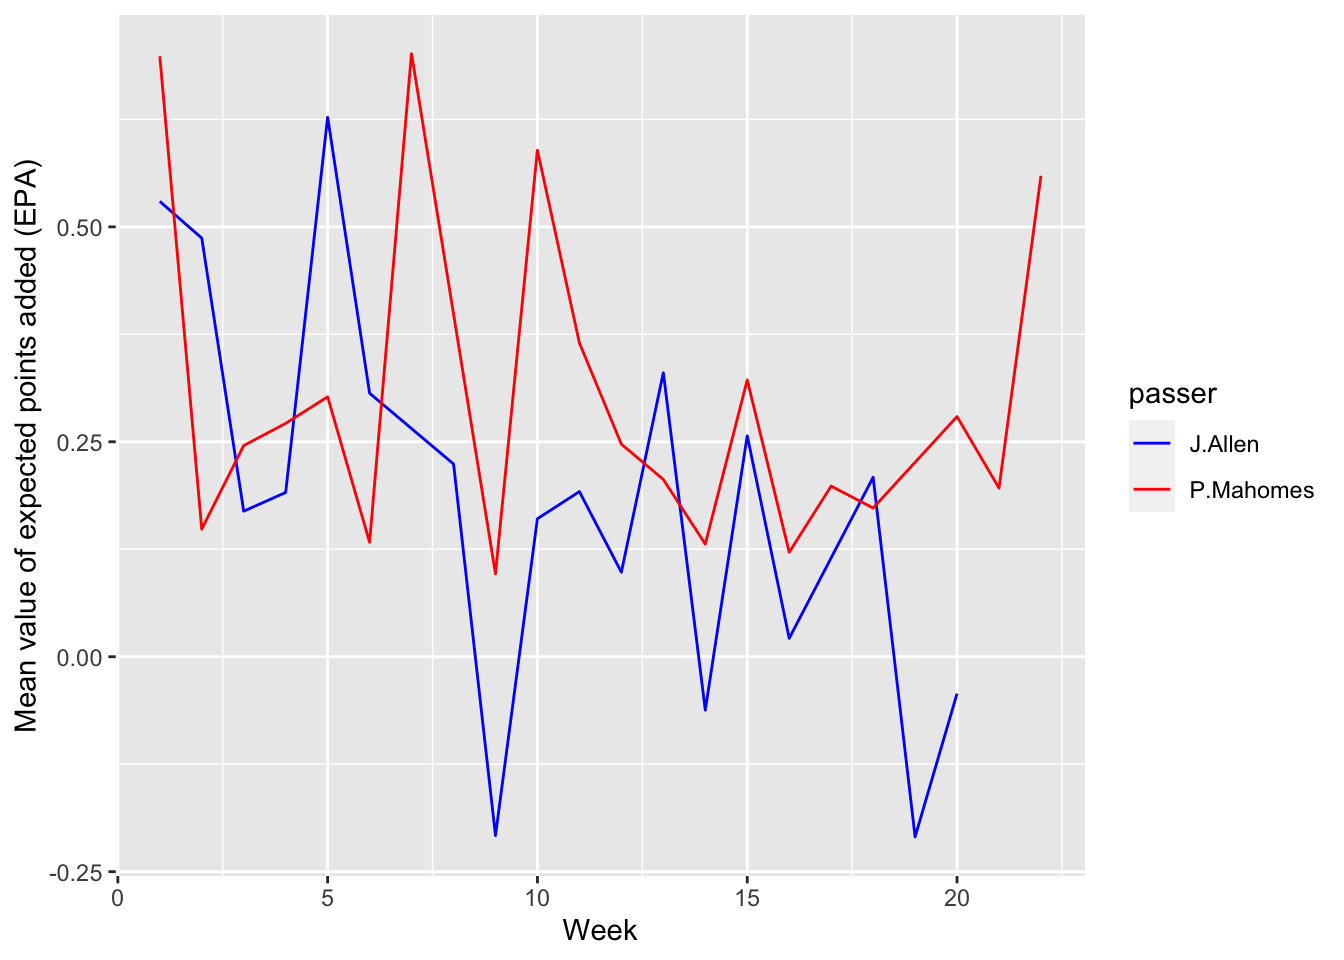 Mean value of expected points added (EPA)
0.50
0.25
0.00
-0.25
0 5 10 15 20
Week
passer
J.Allen
P.Mahomes